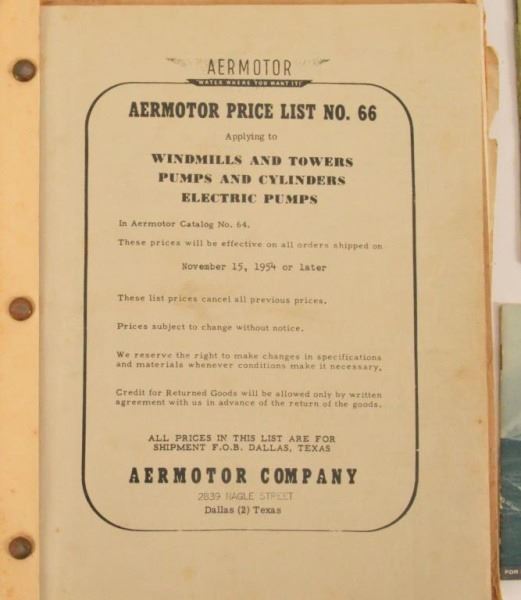 AERMOTOR
WATER WHERE YOU WANT IT!
AERMOTOR PRICE LIST NO. 66
Applying to
WINDMILLS AND TOWERS
PUMPS AND CYLINDERS
ELECTRIC PUMPS
In Aermotor Catalog No. 64.
These prices will be effective on all orders shipped on
November 15, 1954 or later
These list prices cancel all previous prices.
Prices subject to change without notice.
We reserve the right to make changes in specifications
and materials whenever conditions make it necessary.
Credit for Returned Goods will be allowed only by written
agreement with us in advance of the return of the goods.
ALL PRICES IN THIS LIST ARE FOR
SHIPMENT F.O.B. DALLAS, TEXAS
AERMOTOR COMPANY
2839 NAGLE STREET
Dallas (2) Texas
FOR